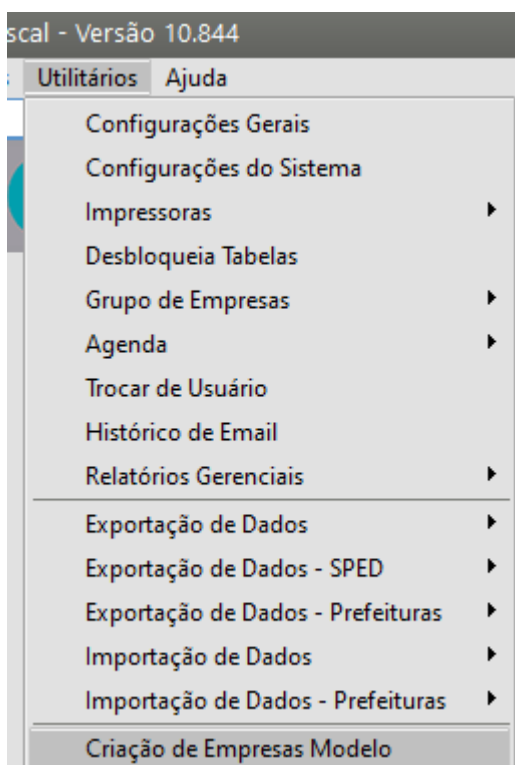 scal - Versão 10.844
Utilitários Ajuda
Configurações Gerais
Configurações do Sistema
Impressoras
Desbloqueia Tabelas
Grupo de Empresas
Agenda
Trocar de Usuário
Histórico de Email
Relatórios Gerenciais
Exportação de Dados
Exportação de Dados - SPED
Exportação de Dados - Prefeituras
Importação de Dados
Importação de Dados - Prefeituras
Criação de Empresas Modelo